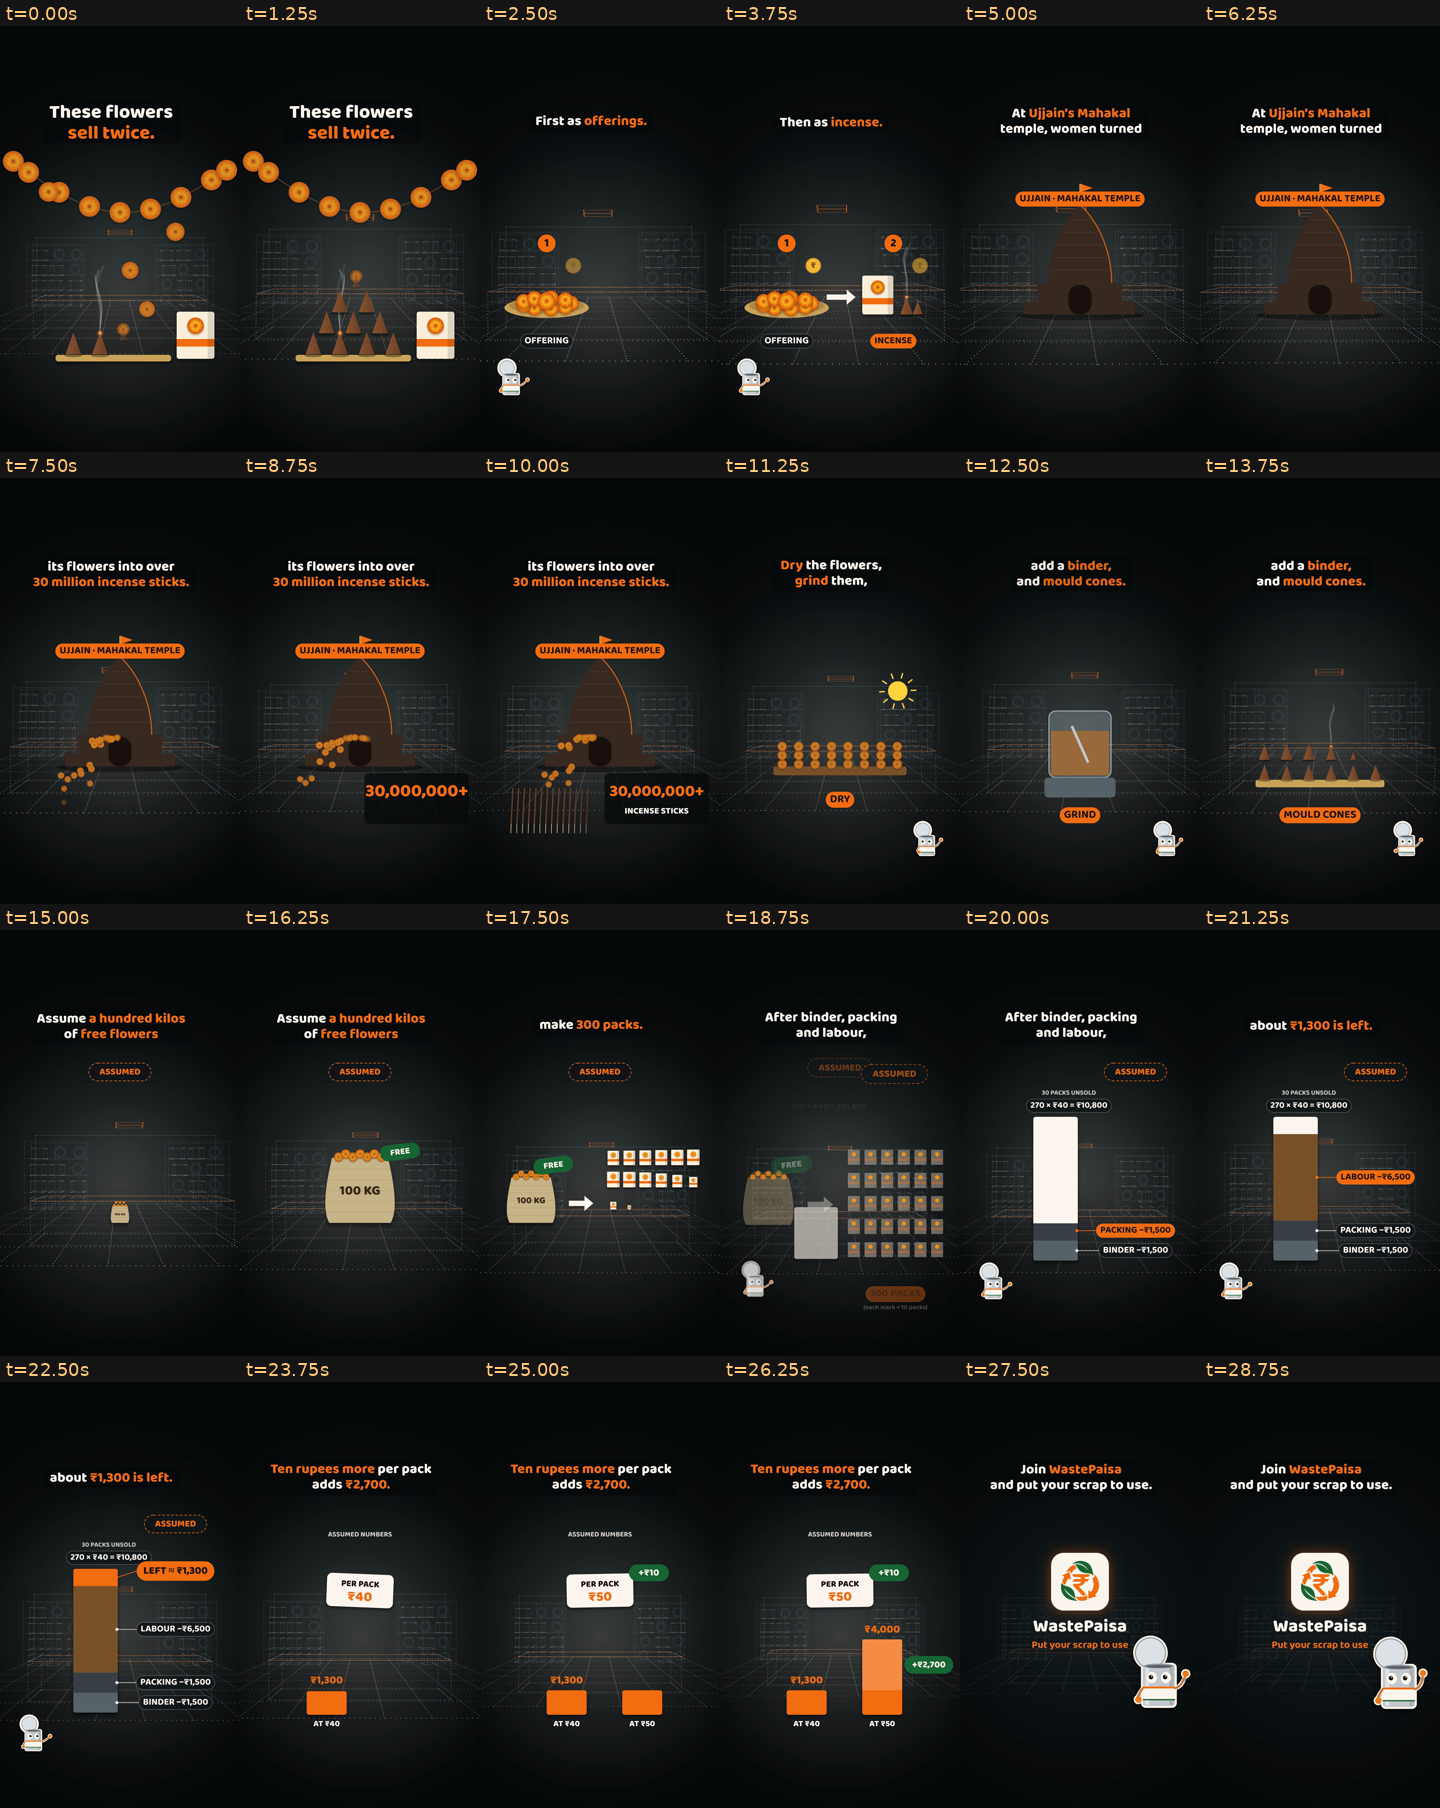 t=0.00s
These flowers
sell twice.
t=1.25s
These flowers
sell twice.
t=2.50s
First as offerings.
1
₹
OFFERING
t=3.75s
Then as incense.
1
2
₹
₹
OFFERING
INCENSE
t=5.00s
At Ujjain's Mahakal
temple, women turned
UJJAIN · MAHAKAL TEMPLE
t=6.25s
At Ujjain's Mahakal
temple, women turned
UJJAIN · MAHAKAL TEMPLE
t=7.50s
its flowers into over
30 million incense sticks.
UJJAIN · MAHAKAL TEMPLE
t=8.75s
its flowers into over
30 million incense sticks.
UJJAIN · MAHAKAL TEMPLE
30,000,000+
t=10.00s
its flowers into over
30 million incense sticks.
UJJAIN · MAHAKAL TEMPLE
30,000,000+
INCENSE STICKS
t=11.25s
Dry the flowers,
grind them,
DRY
t=12.50s
add a binder,
and mould cones.
GRIND
t=13.75s
add a binder,
and mould cones.
MOULD CONES
t=15.00s
Assume a hundred kilos
of free flowers
ASSUMED
100 KG
t=16.25s
Assume a hundred kilos
of free flowers
ASSUMED
FREE
100 KG
t=17.50s
make 300 packs.
ASSUMED
FREE
100 KG
t=18.75s
After binder, packing
and labour,
ASSUMED
ASSUMED
270 × ₹40 = ₹10,800
FREE
100 KG
300 PACKS
(each mark = 10 packs)
t=20.00s
After binder, packing
and labour,
ASSUMED
30 PACKS UNSOLD
270 × ₹40 = ₹10,800
PACKING −₹1,500
BINDER −₹1,500
t=21.25s
about ₹1,300 is left.
ASSUMED
30 PACKS UNSOLD
270 × ₹40 = ₹10,800
LABOUR −₹6,500
PACKING −₹1,500
BINDER −₹1,500
t=22.50s
about ₹1,300 is left.
ASSUMED
30 PACKS UNSOLD
270 × ₹40 = ₹10,800
LEFT ≈ ₹1,300
LABOUR −₹6,500
PACKING −₹1,500
BINDER −₹1,500
t=23.75s
Ten rupees more per pack
adds ₹2,700.
ASSUMED NUMBERS
PER PACK
₹40
₹1,300
AT ₹40
t=25.00s
Ten rupees more per pack
adds ₹2,700.
ASSUMED NUMBERS
+₹10
PER PACK
₹50
₹1,300
AT ₹40
AT ₹50
t=26.25s
Ten rupees more per pack
adds ₹2,700.
ASSUMED NUMBERS
+₹10
PER PACK
₹50
₹4,000
+₹2,700
₹1,300
AT ₹40
AT ₹50
t=27.50s
Join WastePaisa
and put your scrap to use.
₹
WastePaisa
Put your scrap to use
t=28.75s
Join WastePaisa
and put your scrap to use.
₹
WastePaisa
Put your scrap to use